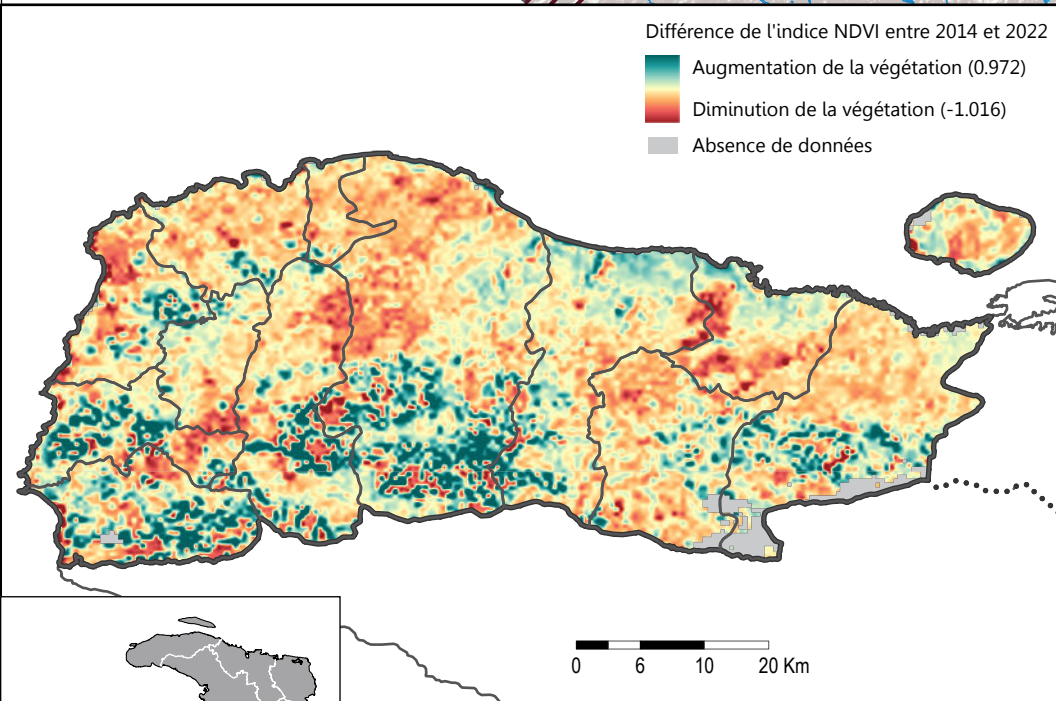 Différence de l'indice NDVI entre 2014 et 2022
Augmentation de la végétation (0.972)
Diminution de la végétation (-1.016)
Absence de données
0 6 10 20 Km